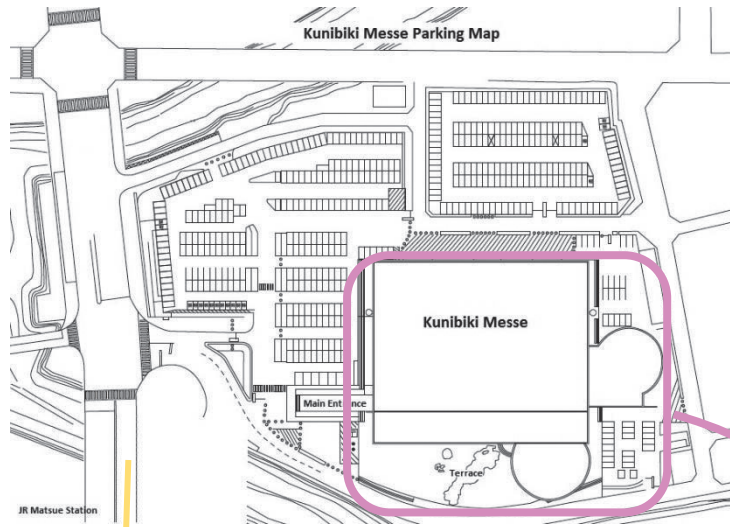 Kunibiki Messe Parking Map
Kunibiki Messe
Main Entrance
Terrace
JR Matsue Station